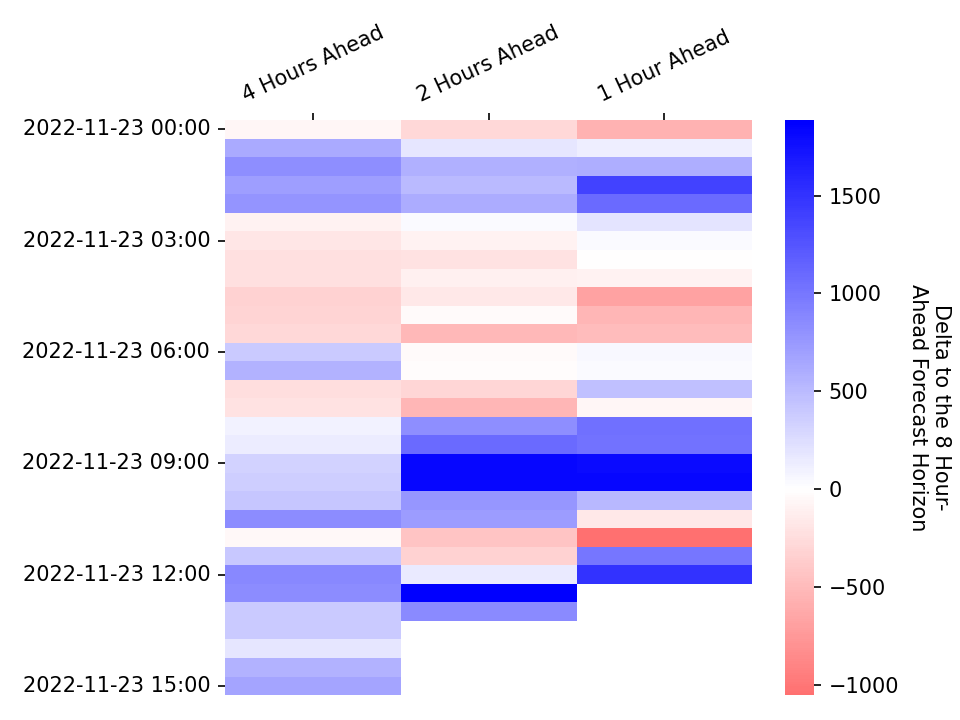 4 Hours Ahead
2 Hours Ahead
1 Hour Ahead
2022-11-23 00:00
2022-11-23 03:00
2022-11-23 06:00
2022-11-23 09:00
2022-11-23 12:00
2022-11-23 15:00
1500
1000
500
0
−500
−1000
Delta to the 8 Hour-
Ahead Forecast Horizon